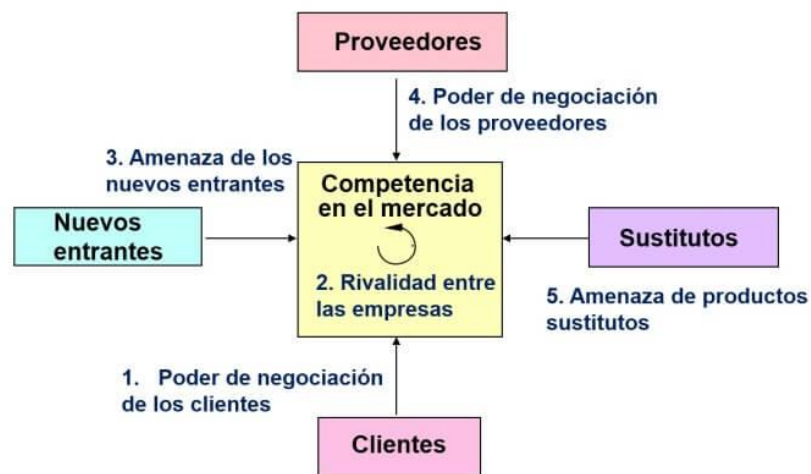 Proveedores
4. Poder de negociación
de los proveedores
3. Amenaza de los
nuevos entrantes
Competencia
en el mercado
Nuevos
entrantes
Sustitutos
2. Rivalidad entre
las empresas
5. Amenaza de productos
sustitutos
1. Poder de negociación
de los clientes
Clientes